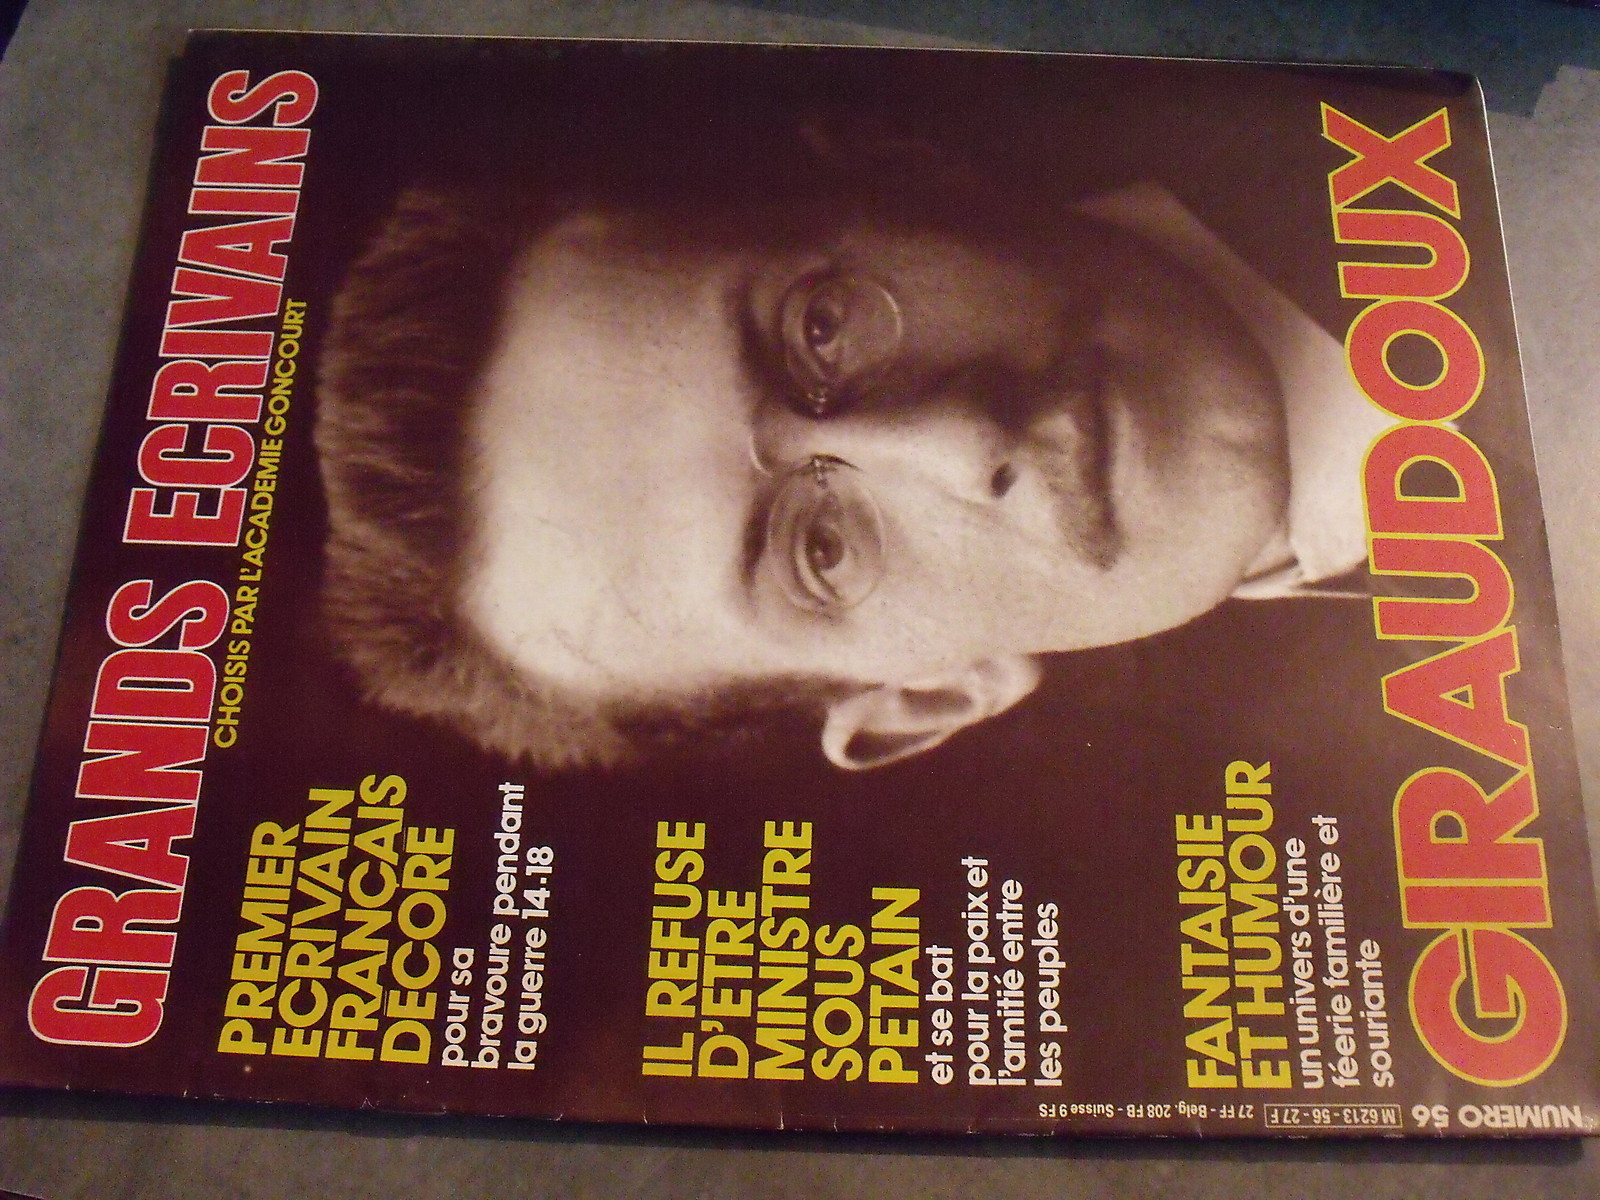 GRANDS ECRIVAINS
CHOISIS PAR L'ACADEMIE GONCOURT
PREMIER
ECRIVAIN
FRANÇAIS
DECORE
pour sa
bravoure pendant
la guerre 14-18
IL REFUSE
D'ETRE
MINISTRE
SOUS
PETAIN
et se bat
pour la paix et
l'amitié entre
les peuples
FANTAISIE
ET HUMOUR
un univers d'une
féerie familière et
souriante
GIRAUDOUX
NUMERO 56
M 6213 - 56 - 27 F
27 FF - Belg. 208 FB - Suisse 9 FS